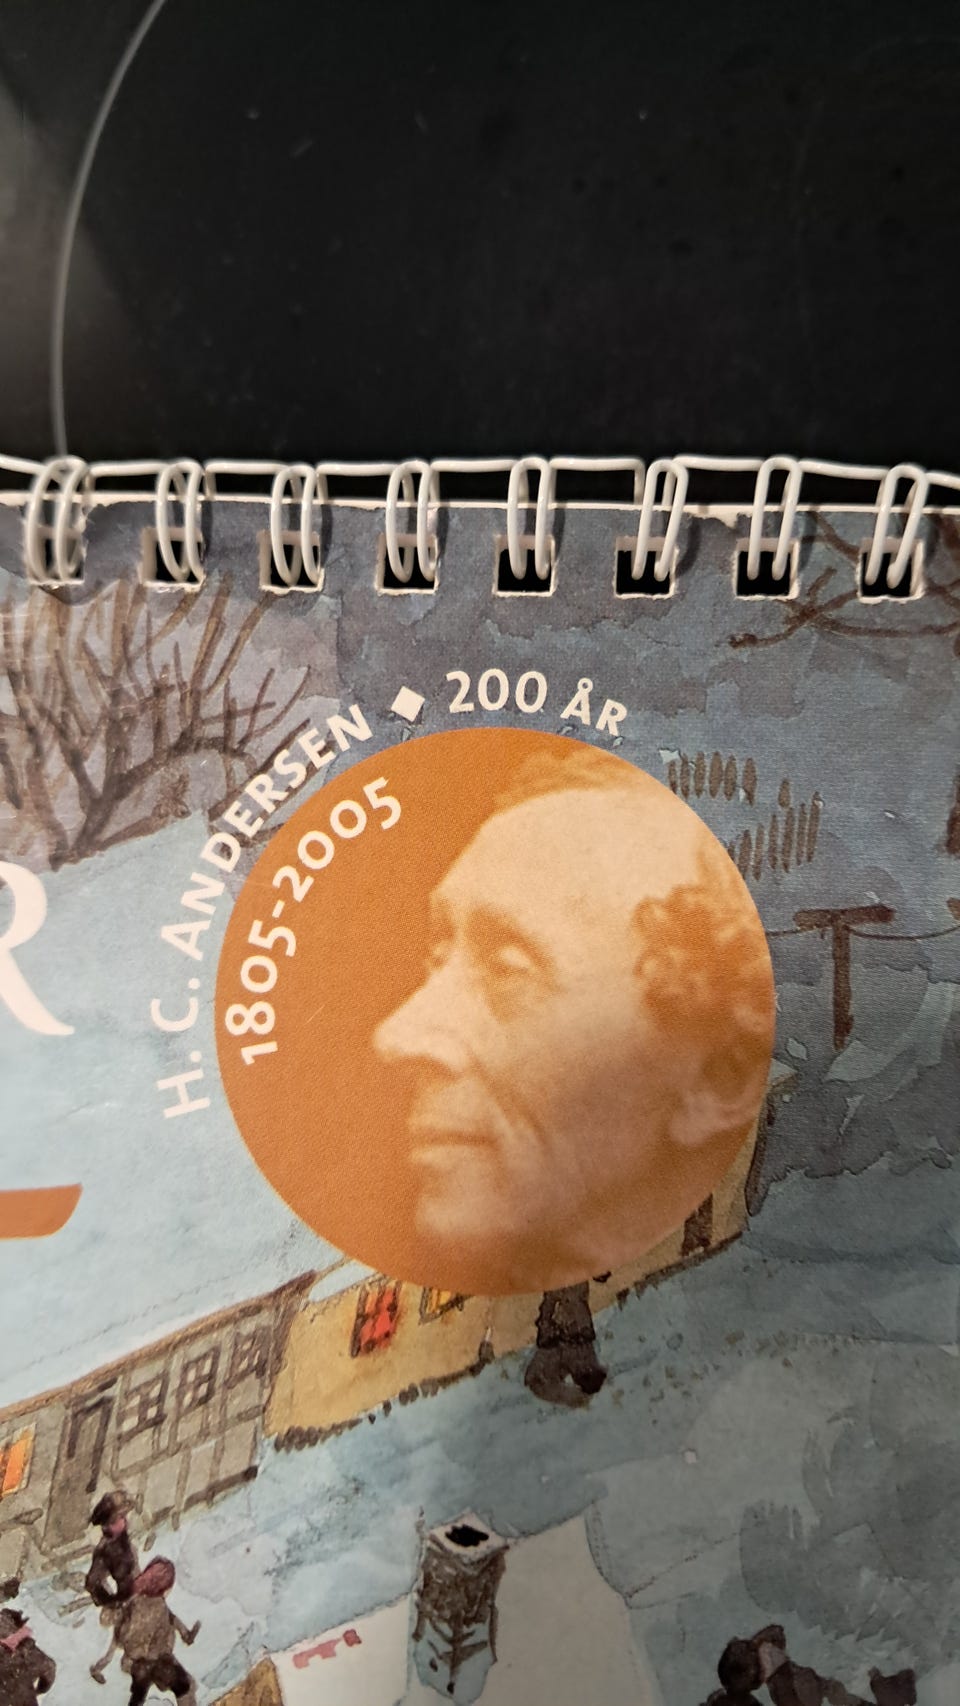 H. C. ANDERSEN ◆ 200 ÅR
1805-2005
R